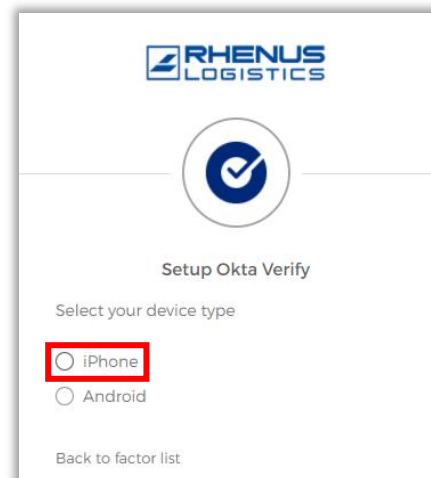 RHENUS
LOGISTICS
Setup Okta Verify
Select your device type
iPhone
Android
Back to factor list